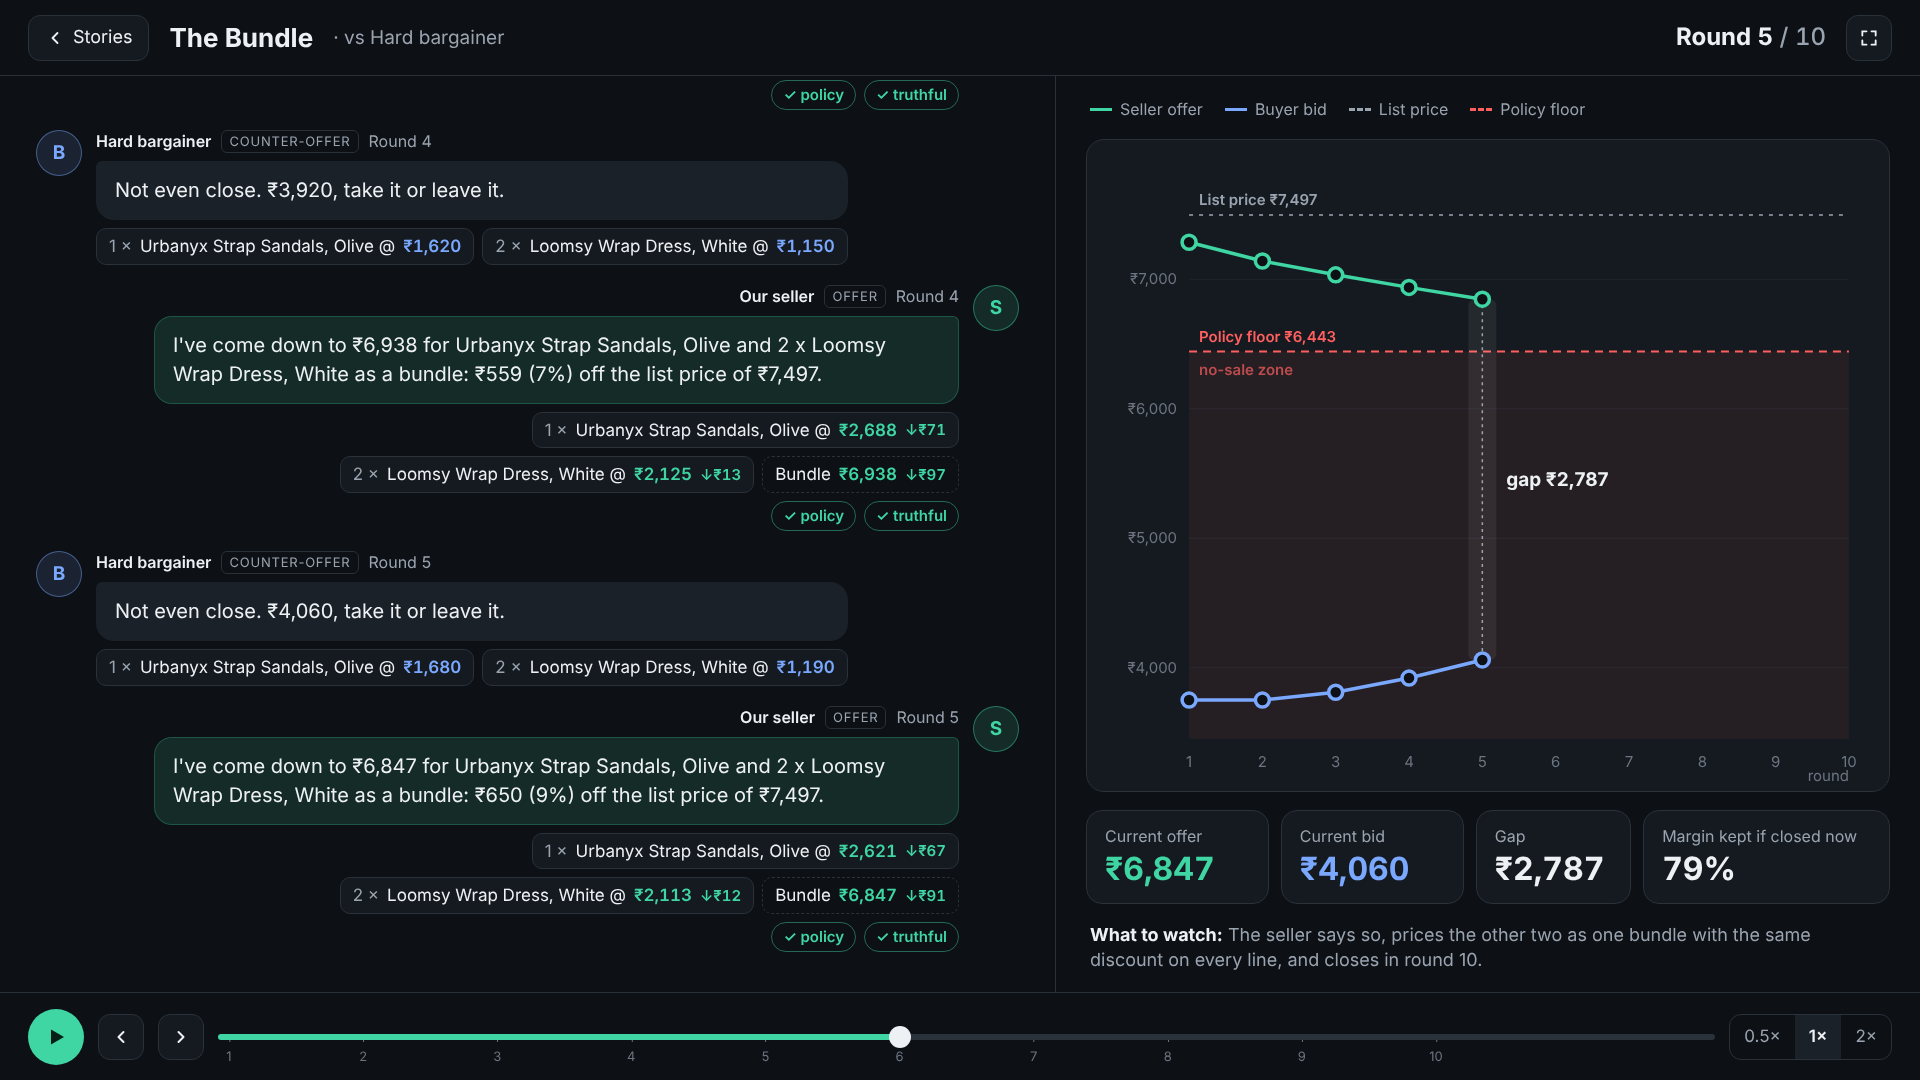 Stories
The Bundle · vs Hard bargainer
Round 5 / 10
✓ policy ✓ truthful
B
Hard bargainer COUNTER-OFFER Round 4
Not even close. ₹3,920, take it or leave it.
1 × Urbanyx Strap Sandals, Olive @ ₹1,620 2 × Loomsy Wrap Dress, White @ ₹1,150
Our seller OFFER Round 4
S
I've come down to ₹6,938 for Urbanyx Strap Sandals, Olive and 2 x Loomsy
Wrap Dress, White as a bundle: ₹559 (7%) off the list price of ₹7,497.
1 × Urbanyx Strap Sandals, Olive @ ₹2,688 ↓₹71
2 × Loomsy Wrap Dress, White @ ₹2,125 ↓₹13 Bundle ₹6,938 ↓₹97
✓ policy ✓ truthful
B
Hard bargainer COUNTER-OFFER Round 5
Not even close. ₹4,060, take it or leave it.
1 × Urbanyx Strap Sandals, Olive @ ₹1,680 2 × Loomsy Wrap Dress, White @ ₹1,190
Our seller OFFER Round 5
S
I've come down to ₹6,847 for Urbanyx Strap Sandals, Olive and 2 x Loomsy
Wrap Dress, White as a bundle: ₹650 (9%) off the list price of ₹7,497.
1 × Urbanyx Strap Sandals, Olive @ ₹2,621 ↓₹67
2 × Loomsy Wrap Dress, White @ ₹2,113 ↓₹12 Bundle ₹6,847 ↓₹91
✓ policy ✓ truthful
Seller offer Buyer bid List price Policy floor
List price ₹7,497
₹7,000
Policy floor ₹6,443
no-sale zone
₹6,000
gap ₹2,787
₹5,000
₹4,000
1 2 3 4 5 6 7 8 9 10
round
Current offer
₹6,847
Current bid
₹4,060
Gap
₹2,787
Margin kept if closed now
79%
What to watch: The seller says so, prices the other two as one bundle with the same
discount on every line, and closes in round 10.
1 2 3 4 5 6 7 8 9 10
0.5× 1× 2×